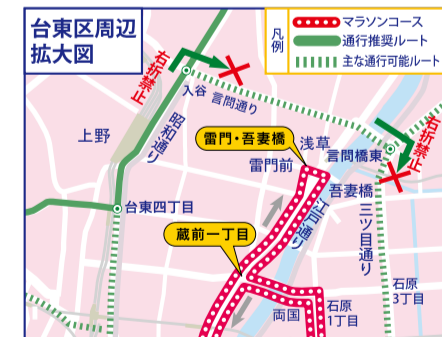 台東区周辺
拡大図
凡例
マラソンコース
通行推奨ルート
主な通行可能ルート
右折禁止
入谷
言問通り
昭和通り
上野
雷門・吾妻橋
浅草
雷門前
言問橋東
右折禁止
吾妻橋
三ツ目通り
江戸通り
台東四丁目
蔵前一丁目
両国
石原
1丁目
石原
3丁目